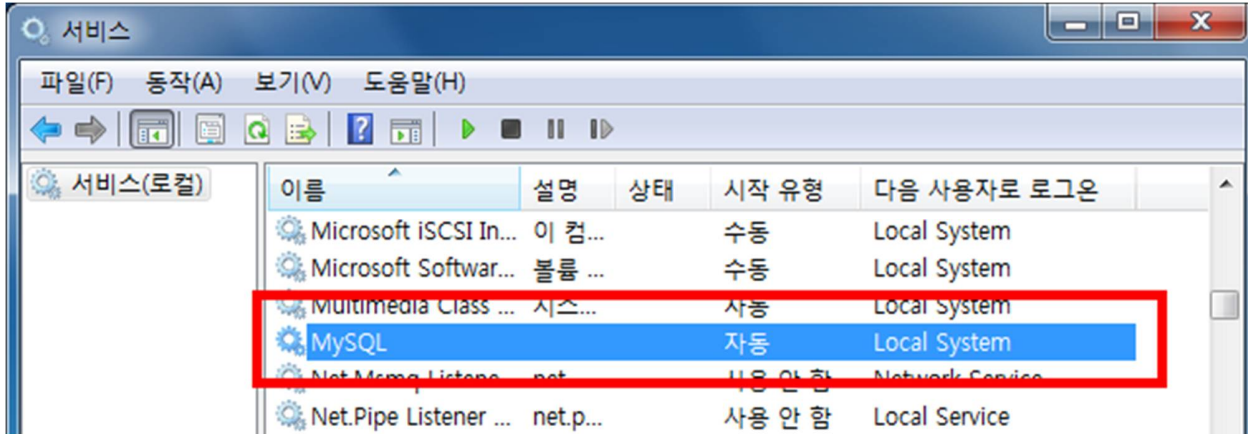 서비스
파일(F) 동작(A) 보기(V) 도움말(H)
서비스(로컬)
이름 설명 상태 시작 유형 다음 사용자로 로그온
Microsoft iSCSI In... 이 컴... 수동 Local System
Microsoft Softwar... 볼륨 ... 수동 Local System
Multimedia Class ... 시스... 자동 Local System
MySQL 자동 Local System
Net.Msmq Listene... net.... 사용 안 함 Network Service
Net.Pipe Listener ... net.p... 사용 안 함 Local Service